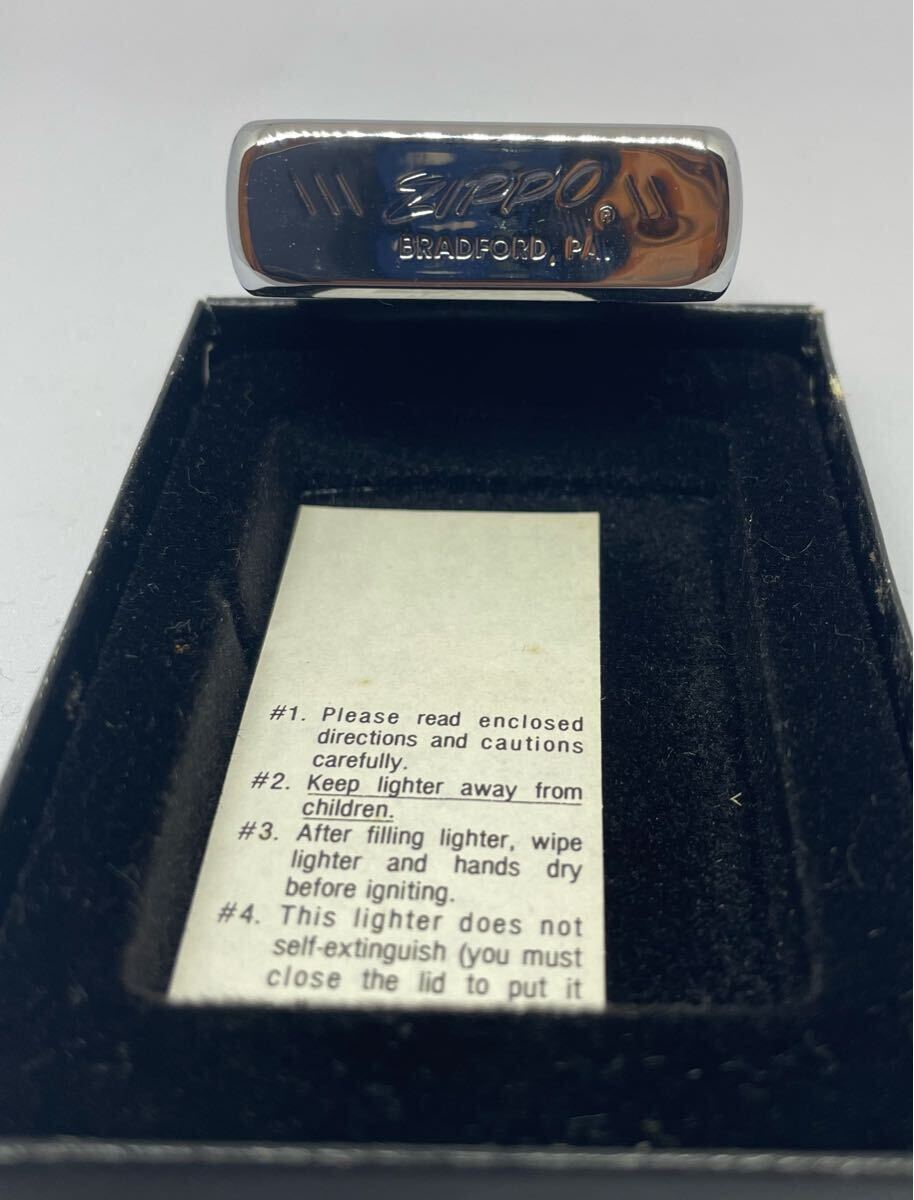 \\\ ZIPPO ® \\
BRADFORD, PA.
#1. Please read enclosed
directions and cautions
carefully.
#2. Keep lighter away from
children.
#3. After filling lighter, wipe
lighter and hands dry
before igniting.
#4. This lighter does not
self-extinguish (you must
close the lid to put it